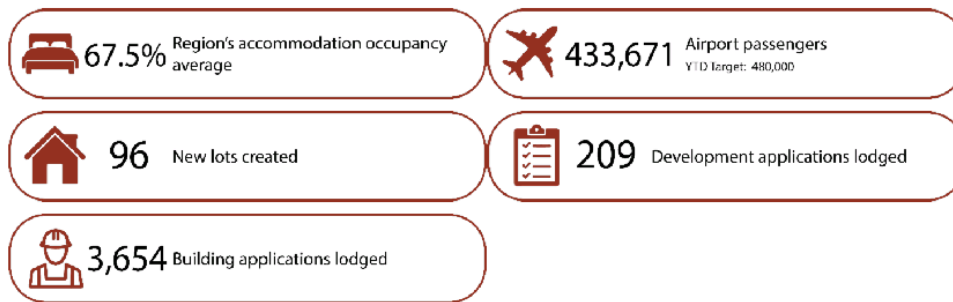 67.5% Region's accommodation occupancy
average
433,671 Airport passengers
YTD Target: 480,000
96 New lots created
209 Development applications lodged
3,654 Building applications lodged